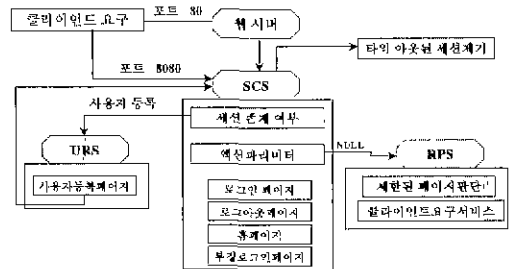 클라이언트 요구
포트 80
웹 서버
포트 8080
타임 아웃된 세션제거
SCS
사용자 등록
세션 존재 여부
URS
액션파라미터
NULL
RPS
사용자등록페이지
제한된 페이지판단
로그인 페이지
클라이언트요구서비스
로그아웃페이지
홈페이지
부질로그인페이지